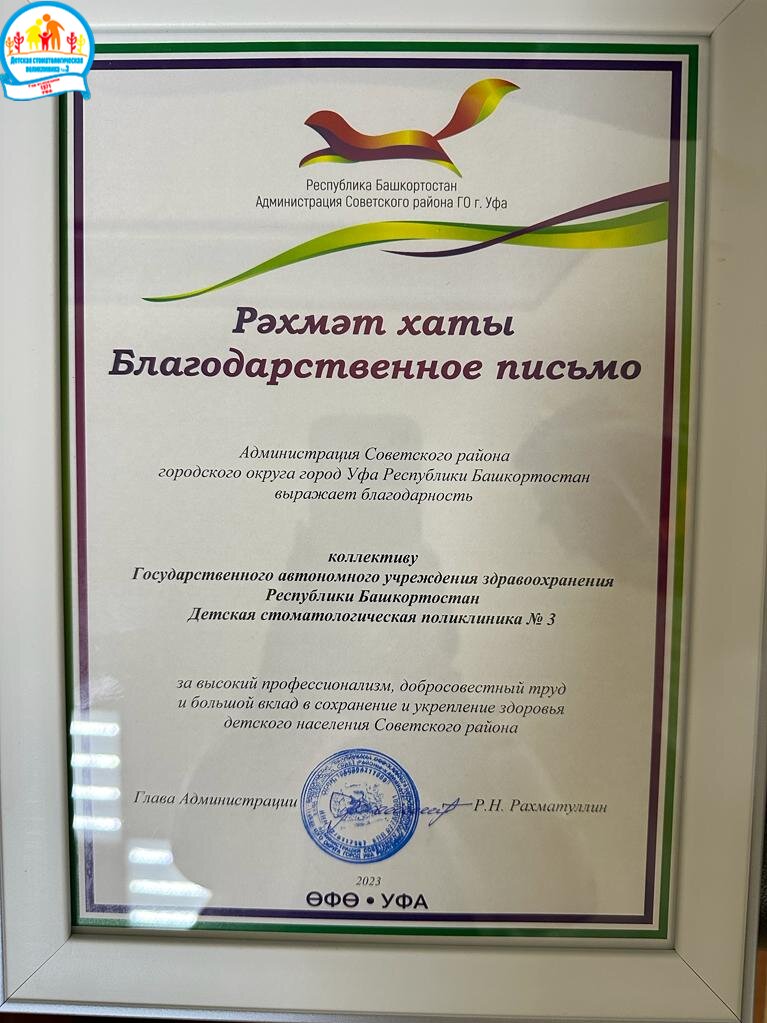 Детская стоматологическая
поликлиника №3
1971
УФА
Республика Башкортостан
Администрация Советского района ГО г. Уфа
Рәхмәт хаты
Благодарственное письмо
Администрация Советского района
городского округа город Уфа Республики Башкортостан
выражает благодарность
коллективу
Государственного автономного учреждения здравоохранения
Республики Башкортостан
Детская стоматологическая поликлиника № 3
за высокий профессионализм, добросовестный труд
и большой вклад в сохранение и укрепление здоровья
детского населения Советского района
Глава Администрации Р.Н. Рахматуллин
2023
ӨФӨ • УФА